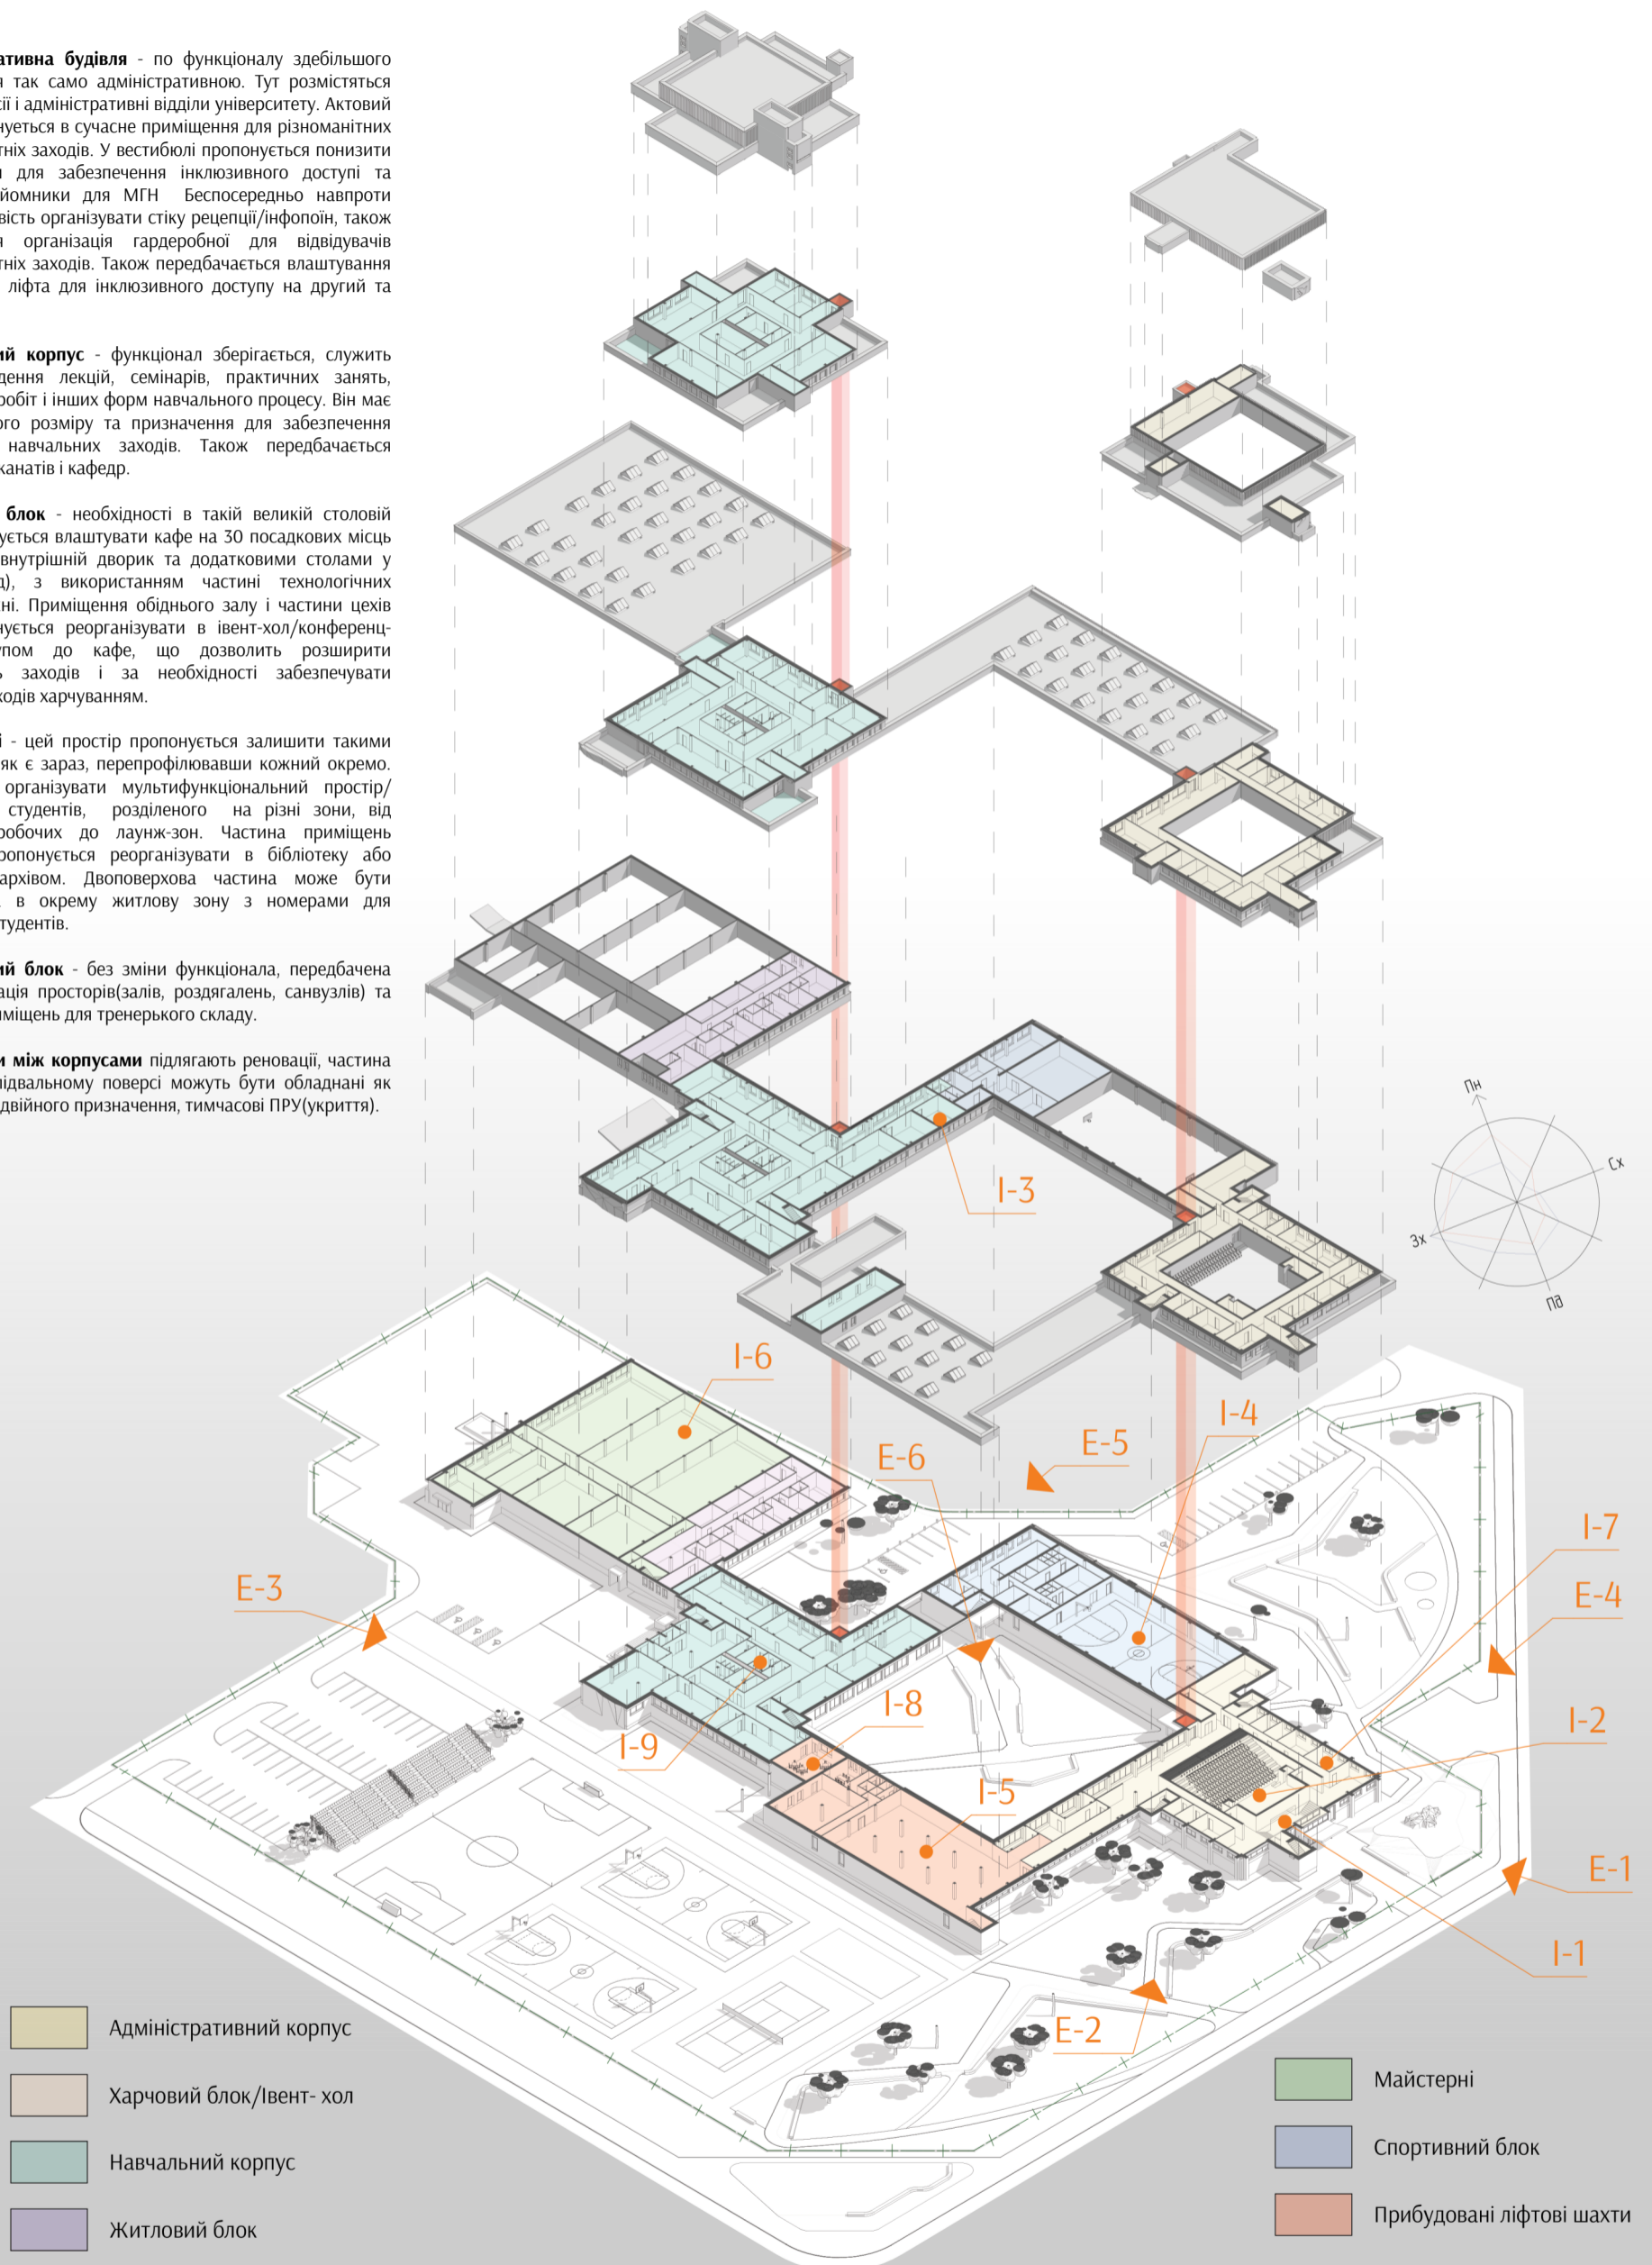 ативна будівля - по функціоналу здебільшого
я так само адміністративною. Тут розмістяться
сії і адміністративні відділи університету. Актовий
нується в сучасне приміщення для різноманітних
тніх заходів. У вестибюлі пропонується понизити
и для забезпечення інклюзивного доступі та
йомники для МГН Беспосередньо навпроти
вість організувати стіку рецепції/інфопоїн, також
я організація гардеробної для відвідувачів
тніх заходів. Також передбачається влаштування
ліфта для інклюзивного доступу на другий та
ий корпус - функціонал зберігається, служить
дення лекцій, семінарів, практичних занять,
робіт і інших форм навчального процесу. Він має
ого розміру та призначення для забезпечення
навчальних заходів. Також передбачається
канатів і кафедр.
блок - необхідності в такій великій столовій
ується влаштувати кафе на 30 посадкових місць
внутрішній дворик та додатковими столами у
д), з використанням частині технологічних
ані. Приміщення обіднього залу і частини цехів
нується реорганізувати в івент-хол/конференц-
упом до кафе, що дозволить розширити
ь заходів і за необхідності забезпечувати
ходів харчуванням.
і - цей простір пропонується залишити такими
як є зараз, перепрофілювавши кожний окремо.
організувати мультифункціональний простір/
студентів, розділеного на різні зони, від
робочих до лаунж-зон. Частина приміщень
ропонується реорганізувати в бібліотеку або
архівом. Двоповерхова частина може бути
а в окрему житлову зону з номерами для
тудентів.
ий блок - без зміни функціонала, передбачена
ація просторів(залів, роздягалень, санвузлів) та
иміщень для тренерького складу.
и між корпусами підлягають реновації, частина
підвальному поверсі можуть бути обладнані як
двійного призначення, тимчасові ПРУ(укриття).
Пн
Сх
Зх
Пд
І-3
І-6
І-4
Е-6
Е-5
І-7
Е-3
Е-4
І-8
І-2
І-9
І-5
Е-1
І-1
Е-2
Адміністративний корпус
Харчовий блок/Івент- хол
Навчальний корпус
Житловий блок
Майстерні
Спортивний блок
Прибудовані ліфтові шахти